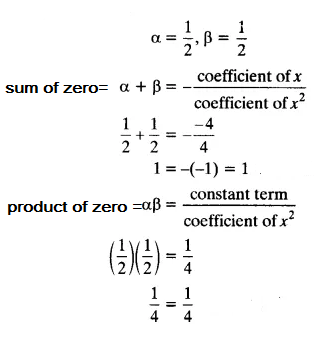 α = 1/2, β = 1/2
sum of zero= α + β = - coefficient of x / coefficient of x²
1/2 + 1/2 = - -4/4
1 = -(-1) = 1 .
product of zero =αβ = constant term / coefficient of x²
(1/2)(1/2) = 1/4
1/4 = 1/4